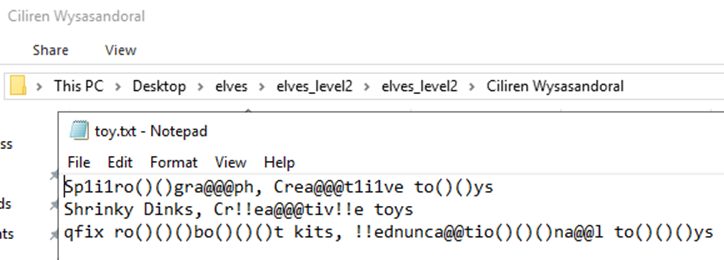 Ciliren Wysasandoral
Share View
This PC > Desktop > elves > elves_level2 > elves_level2 > Ciliren Wysasandoral
toy.txt - Notepad
ss
File Edit Format View Help
Sp1i1ro()()gra@@@ph, Crea@@@t1i1ve to()()ys
Shrinky Dinks, Cr!!ea@@@tiv!!e toys
qfix ro()()()bo()()()t kits, !!ednunca@@tio()()()na@@l to()()()ys
ds
nts